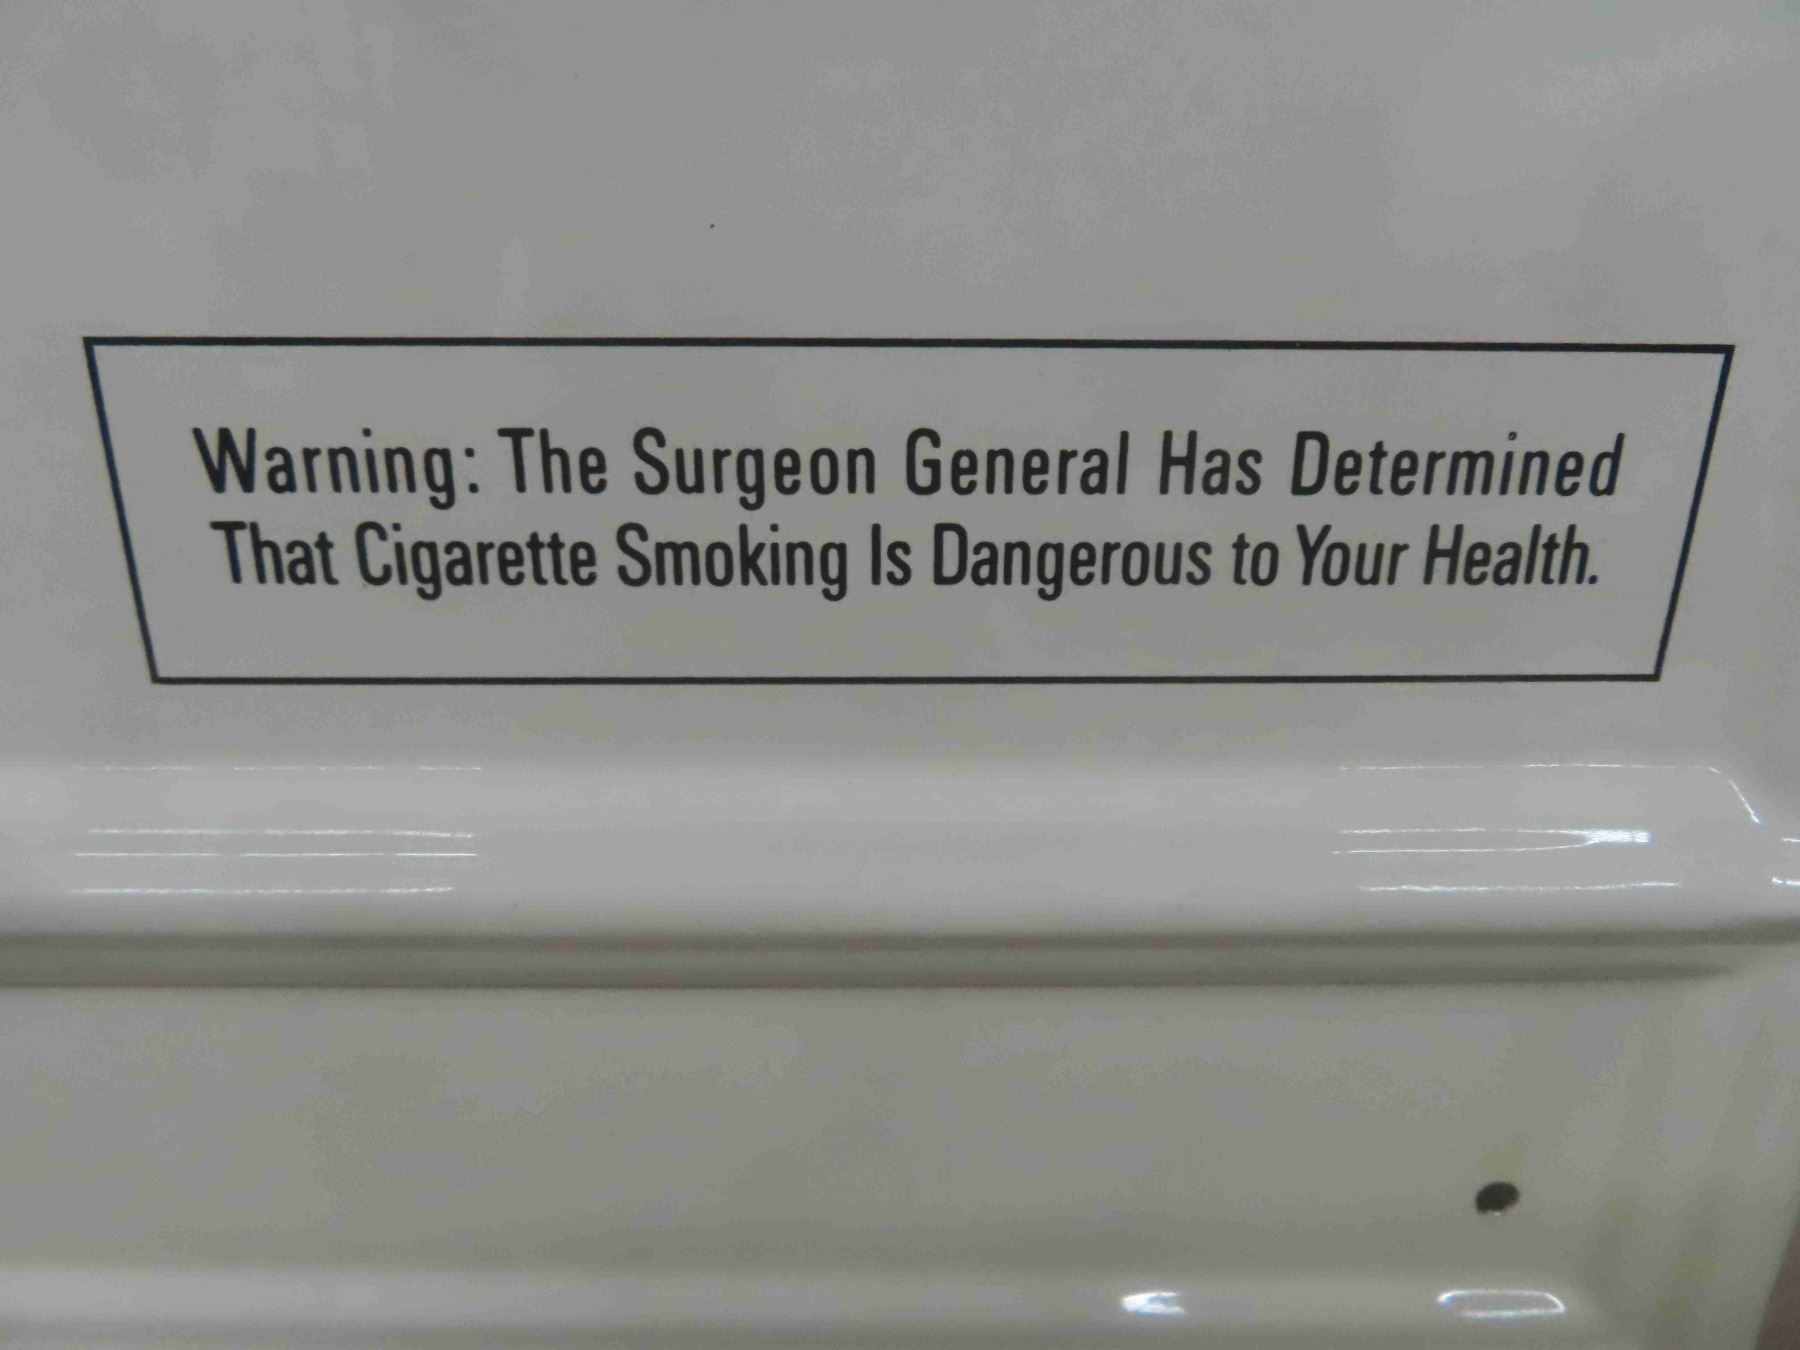 Warning: The Surgeon General Has Determined
That Cigarette Smoking Is Dangerous to Your Health.